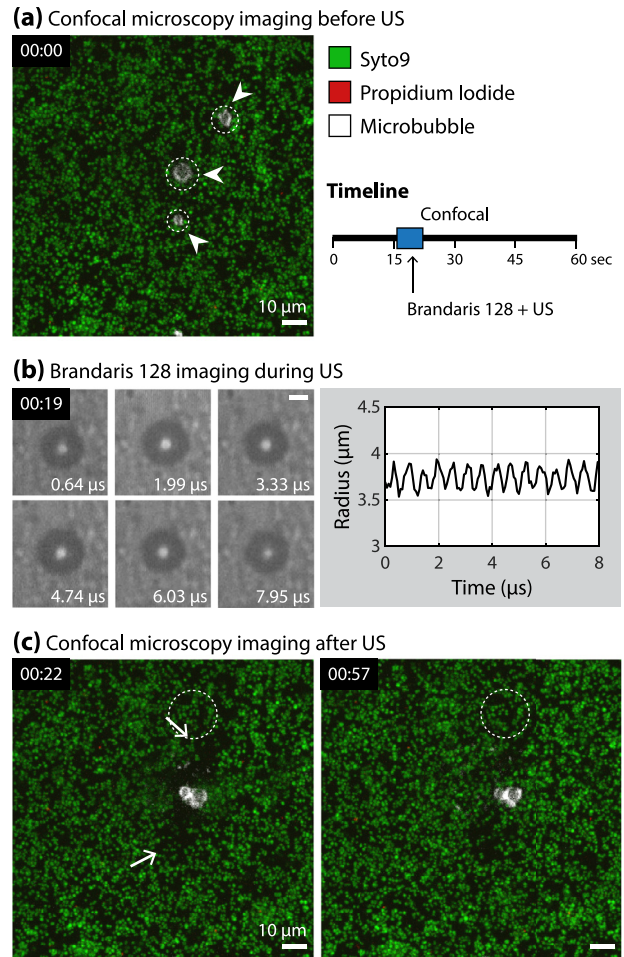 (a) Confocal microscopy imaging before US
00:00
10 µm
Syto9
Propidium Iodide
Microbubble
Timeline
Confocal
0 15 30 45 60 sec
Brandaris 128 + US
(b) Brandaris 128 imaging during US
00:19
0.64 µs 1.99 µs 3.33 µs
4.74 µs 6.03 µs 7.95 µs
4.5
4
3.5
3
Radius (µm)
0 2 4 6 8
Time (µs)
(c) Confocal microscopy imaging after US
00:22
10 µm
00:57